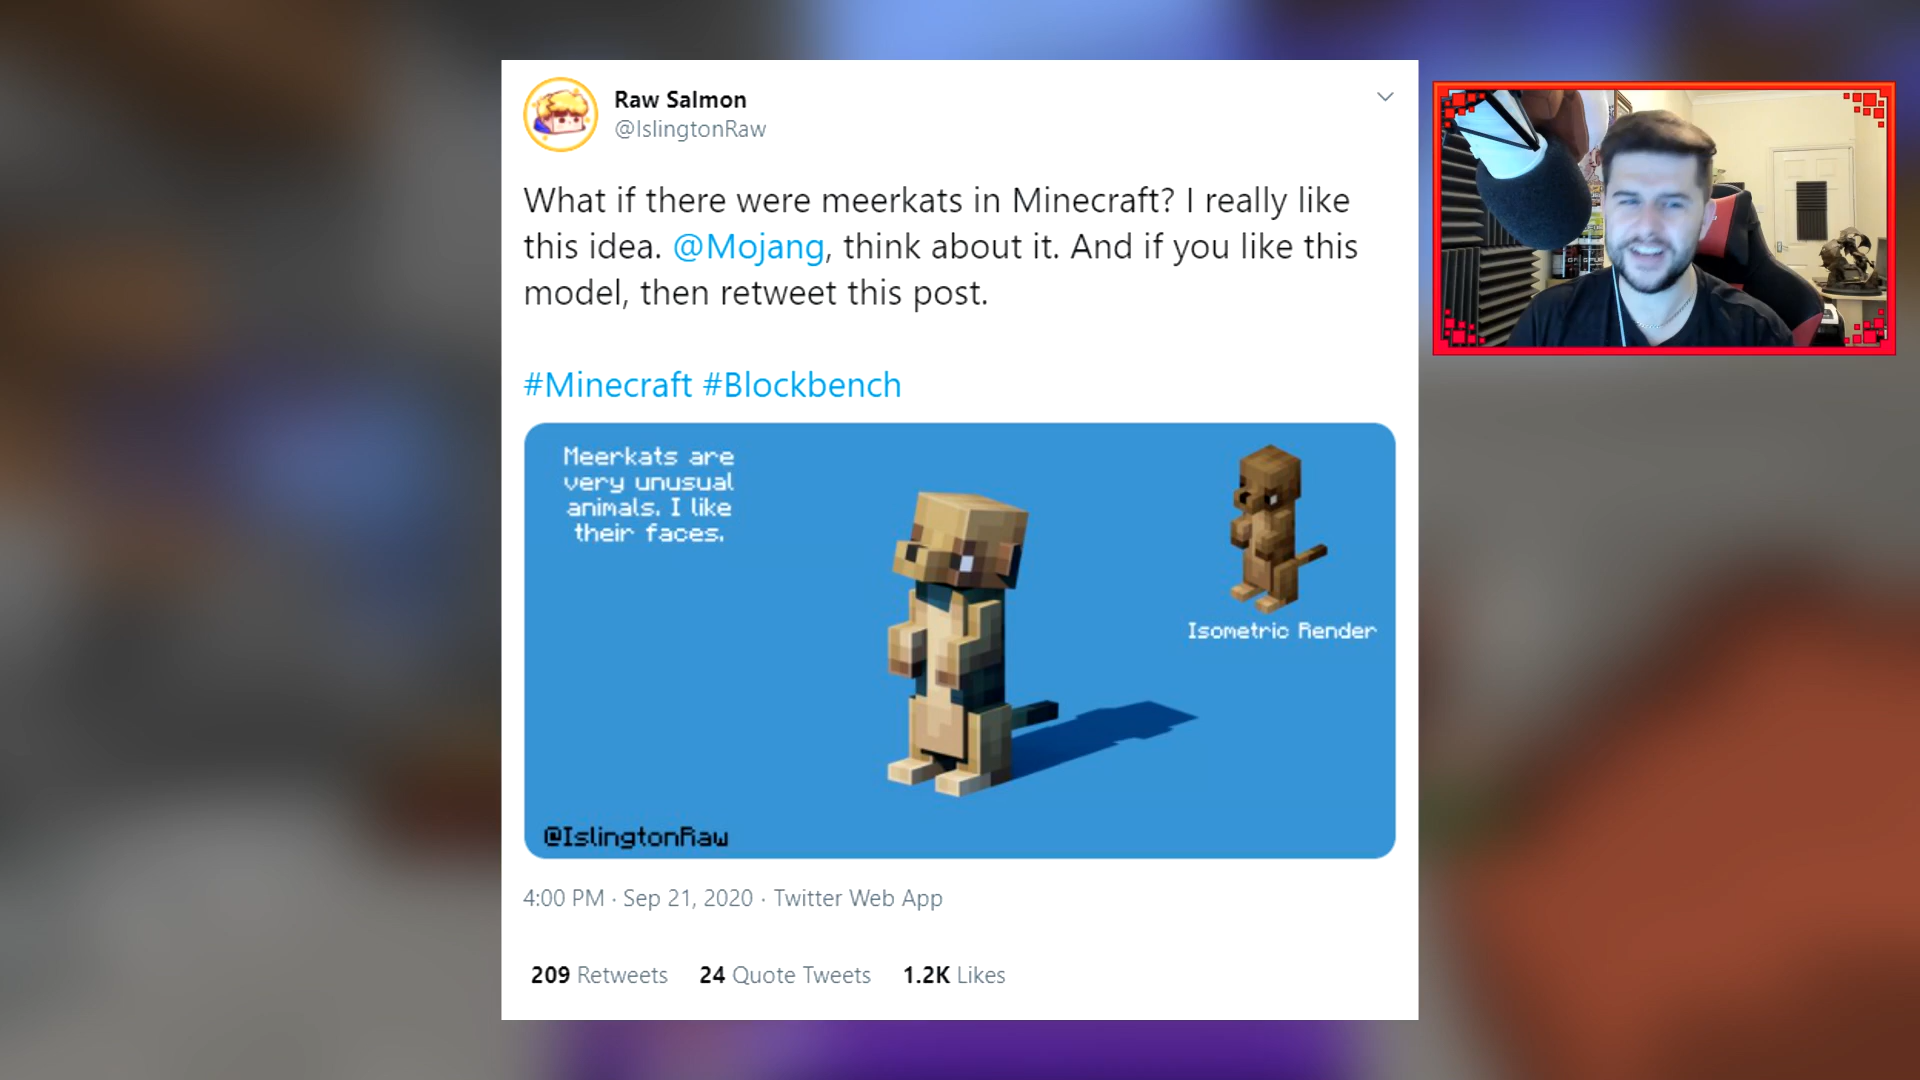 Raw Salmon
@IslingtonRaw
What if there were meerkats in Minecraft? I really like
this idea. @Mojang, think about it. And if you like this
model, then retweet this post.
#Minecraft #Blockbench
Meerkats are
very unusual
animals. I like
their faces.
Isometric Render
@IslingtonRaw
4:00 PM · Sep 21, 2020 · Twitter Web App
209 Retweets 24 Quote Tweets 1.2K Likes